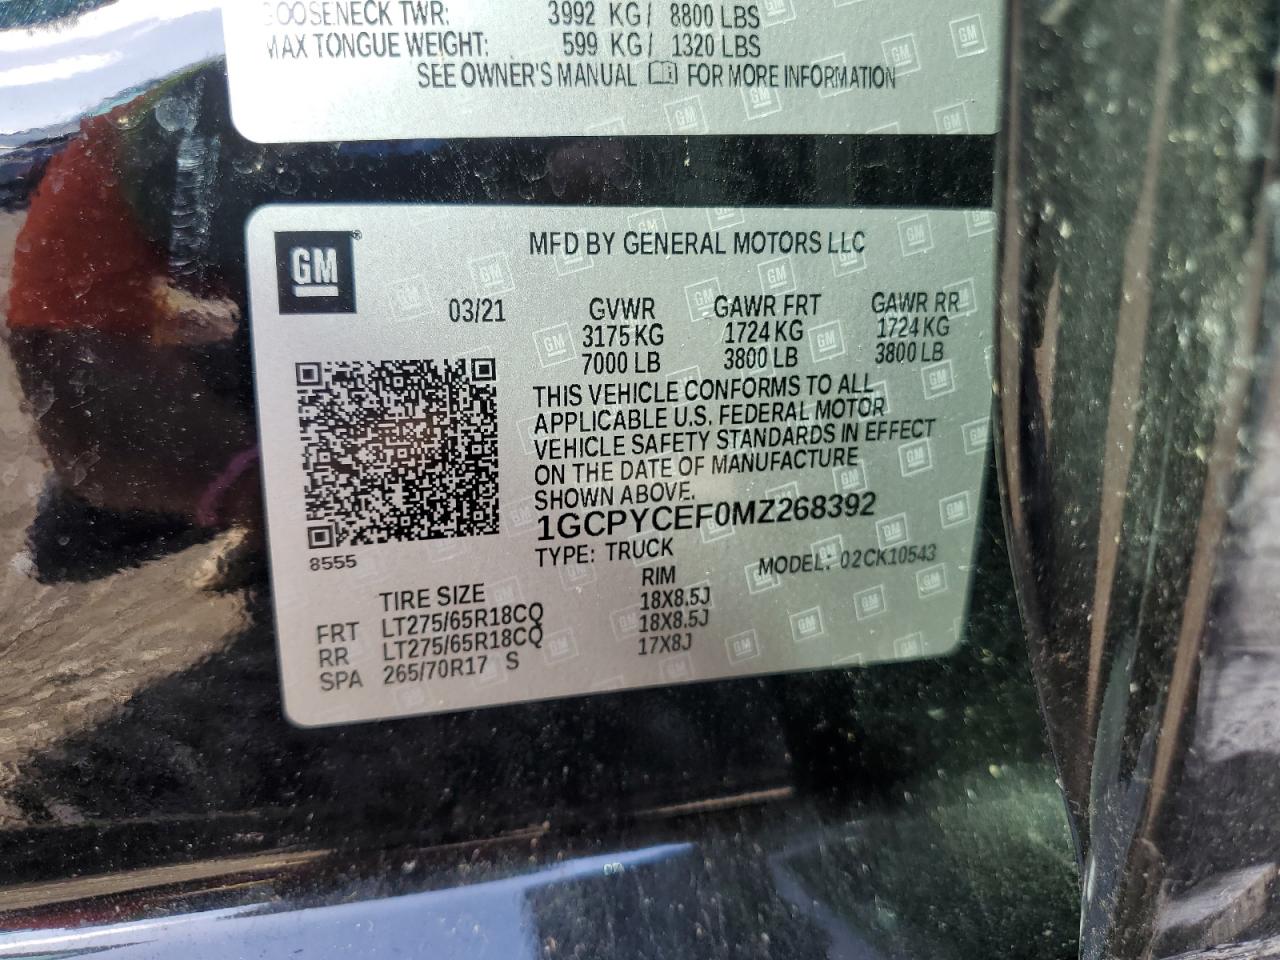 GOOSENECK TWR: 3992 KG/ 8800 LBS
MAX TONGUE WEIGHT: 599 KG/ 1320 LBS
SEE OWNER'S MANUAL FOR MORE INFORMATION
GM®
MFD BY GENERAL MOTORS LLC
03/21 GVWR GAWR FRT GAWR RR
3175 KG 1724 KG 1724 KG
7000 LB 3800 LB 3800 LB
THIS VEHICLE CONFORMS TO ALL
APPLICABLE U.S. FEDERAL MOTOR
VEHICLE SAFETY STANDARDS IN EFFECT
ON THE DATE OF MANUFACTURE
SHOWN ABOVE.
1GCPYCEF0MZ268392
8555
TYPE: TRUCK MODEL: 02CK10543
TIRE SIZE RIM
FRT LT275/65R18CQ 18X8.5J
RR LT275/65R18CQ 18X8.5J
SPA 265/70R17 S 17X8J